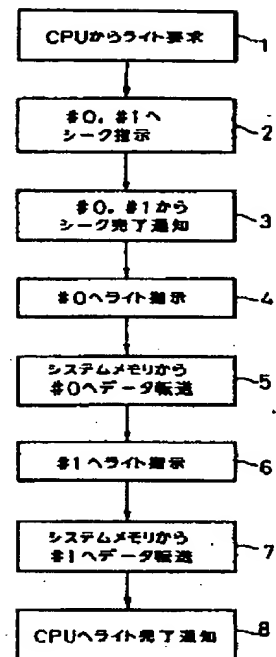 CPUからライト要求
1
#0。#1へ
シーク指示
2
#0。#1から
シーク完了通知
3
#0へライト指示
4
システムメモリから
#0へデータ転送
5
#1へライト指示
6
システムメモリから
#1へデータ転送
7
CPUへライト完了通知
8